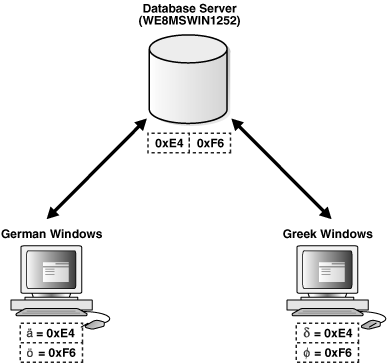 Database Server
(WE8MSWIN1252)
0xE4 0xF6
German Windows
Greek Windows
ä = 0xE4
ö = 0xF6
δ = 0xE4
φ = 0xF6